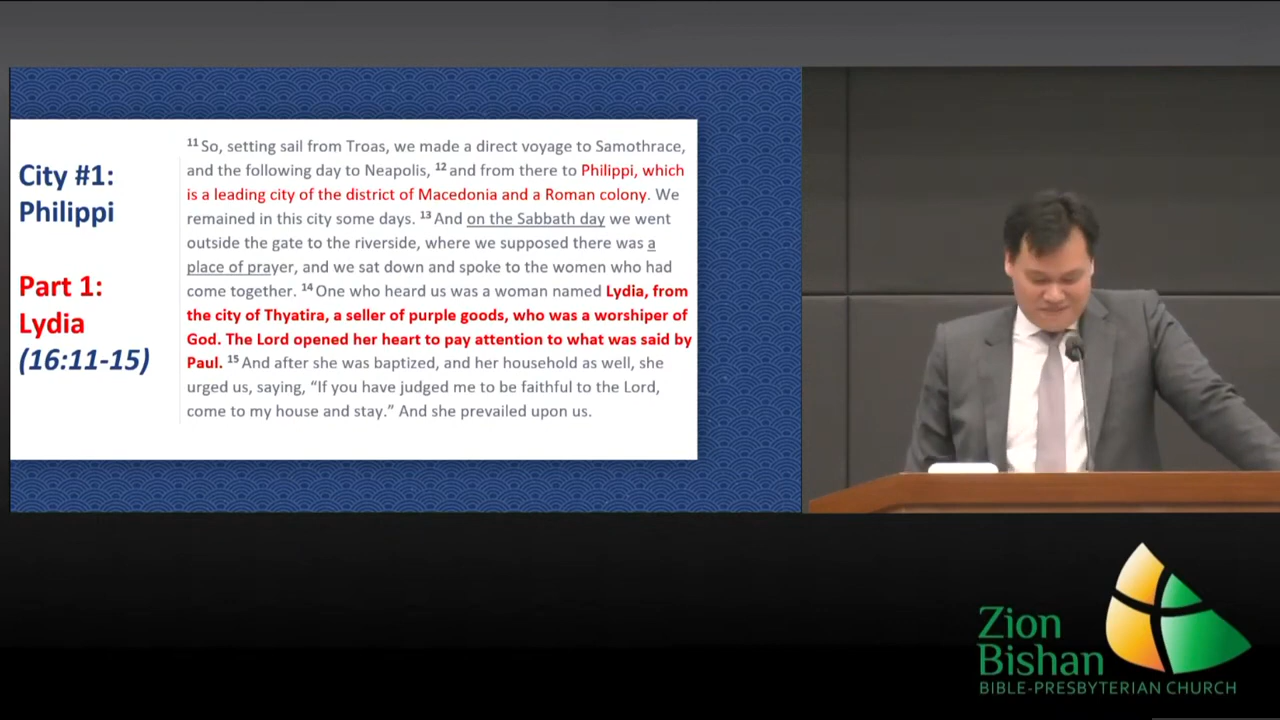 City #1:
Philippi
Part 1:
Lydia
(16:11-15)
11 So, setting sail from Troas, we made a direct voyage to Samothrace,
and the following day to Neapolis, 12 and from there to Philippi, which
is a leading city of the district of Macedonia and a Roman colony. We
remained in this city some days. 13 And on the Sabbath day we went
outside the gate to the riverside, where we supposed there was a
place of prayer, and we sat down and spoke to the women who had
come together. 14 One who heard us was a woman named Lydia, from
the city of Thyatira, a seller of purple goods, who was a worshiper of
God. The Lord opened her heart to pay attention to what was said by
Paul. 15 And after she was baptized, and her household as well, she
urged us, saying, “If you have judged me to be faithful to the Lord,
come to my house and stay.” And she prevailed upon us.
Zion
Bishan
BIBLE-PRESBYTERIAN CHURCH